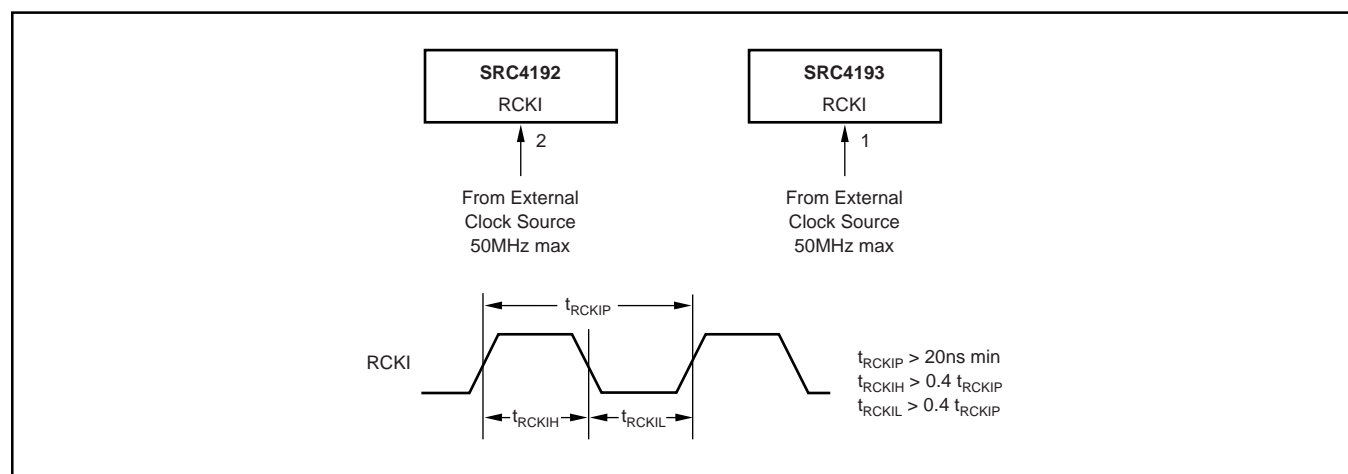 SRC4192
RCKI
2
From External
Clock Source
50MHz max
SRC4193
RCKI
1
From External
Clock Source
50MHz max
tRCKIP
RCKI
tRCKIH
tRCKIL
tRCKIP > 20ns min
tRCKIH > 0.4 tRCKIP
tRCKIL > 0.4 tRCKIP